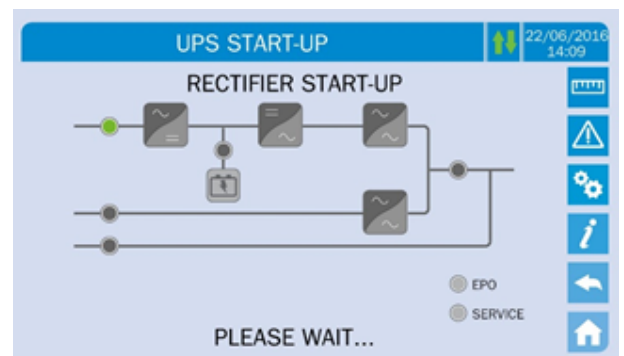 UPS START-UP
22/06/2016
14:09
RECTIFIER START-UP
EPO
SERVICE
PLEASE WAIT...